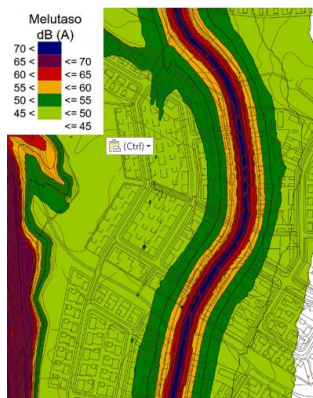 Melutaso
dB (A)
70 <
65 < <= 70
60 < <= 65
55 < <= 60
50 < <= 55
45 < <= 50
<= 45
(Ctrl)